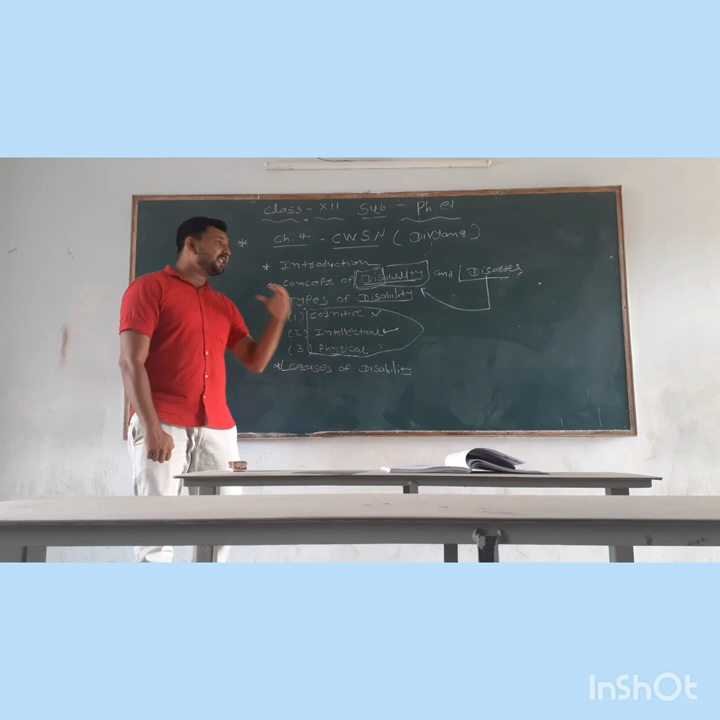 Class - XII Sub - Ph Ed
* Ch. 4 - CWSN (Divyang)
* Introduction
Concept of Disability and Disorder
Types of Disability
(1) Cognitive
(2) Intellectual
(3) Physical
* Causes of Disability
InShOt